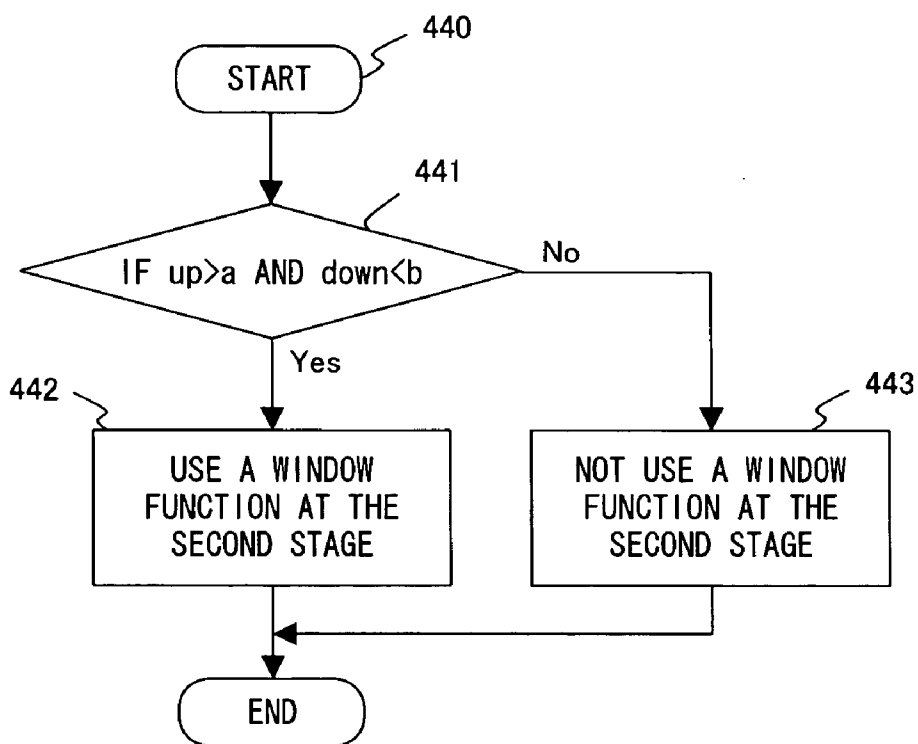 440
START
441
IF up>a AND down<b
No
Yes
442
443
USE A WINDOW
FUNCTION AT THE
SECOND STAGE
NOT USE A WINDOW
FUNCTION AT THE
SECOND STAGE
END